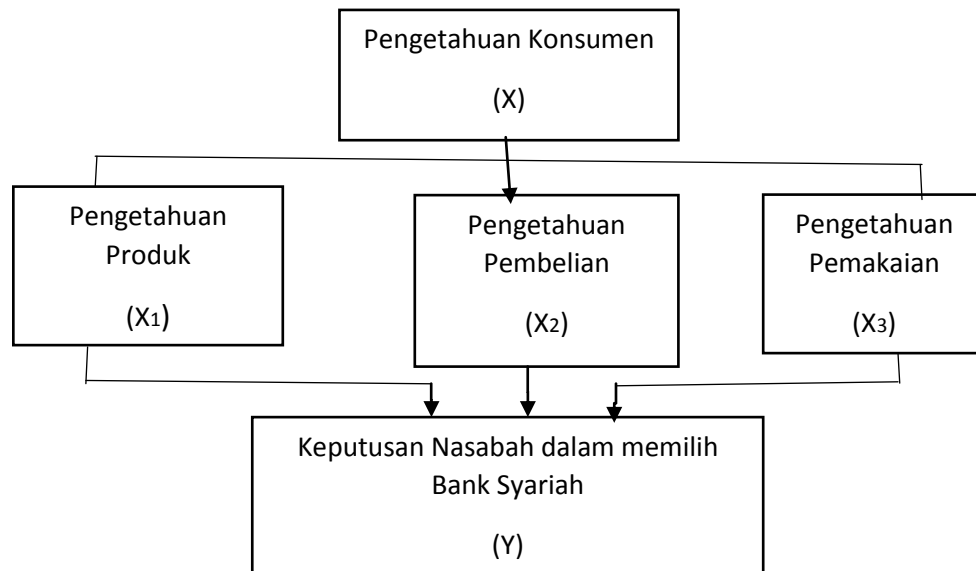 Pengetahuan Konsumen
(X)
Pengetahuan
Produk
(X1)
Pengetahuan
Pembelian
(X2)
Pengetahuan
Pemakaian
(X3)
Keputusan Nasabah dalam memilih
Bank Syariah
(Y)